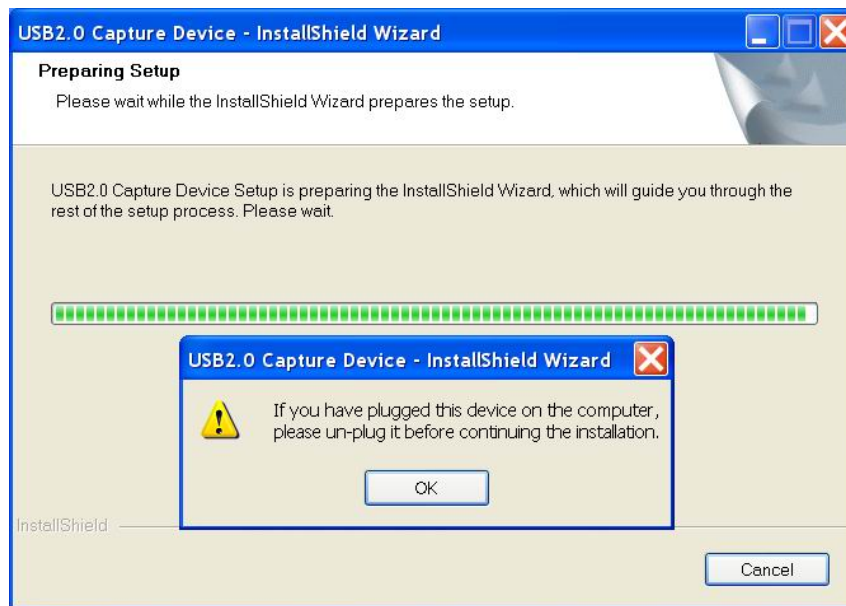 USB2.0 Capture Device - InstallShield Wizard
Preparing Setup
Please wait while the InstallShield Wizard prepares the setup.
USB2.0 Capture Device Setup is preparing the InstallShield Wizard, which will guide you through the
rest of the setup process. Please wait.
USB2.0 Capture Device - InstallShield Wizard
If you have plugged this device on the computer,
please un-plug it before continuing the installation.
OK
InstallShield
Cancel